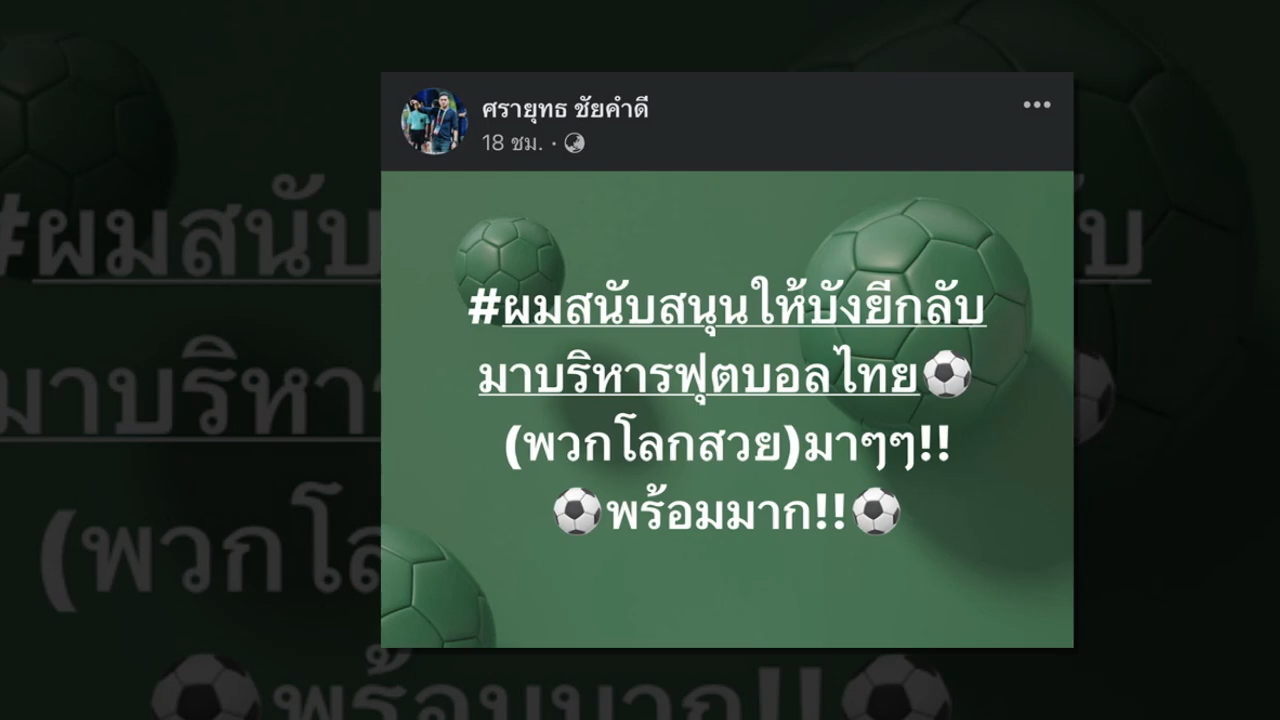 ศรายุทธ ชัยคำดี
18 ชม. ·
#ผมสนับสนุนให้บังยีกลับ
มาบริหารฟุตบอลไทย⚽
(พวกโลกสวย)มาๆๆ!!
⚽พร้อมมาก!!⚽